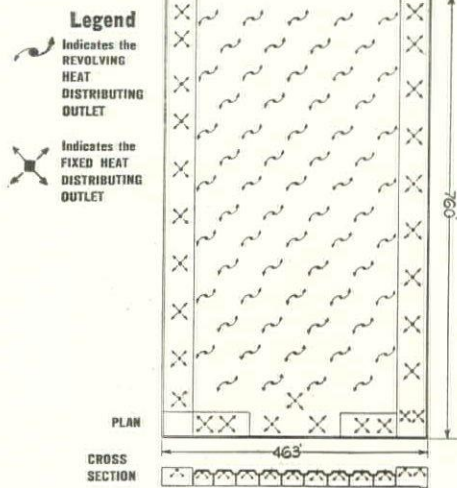 Legend
Indicates the
REVOLVING
HEAT
DISTRIBUTING
OUTLET
Indicates the
FIXED HEAT
DISTRIBUTING
OUTLET
760'
PLAN
463'
CROSS
SECTION